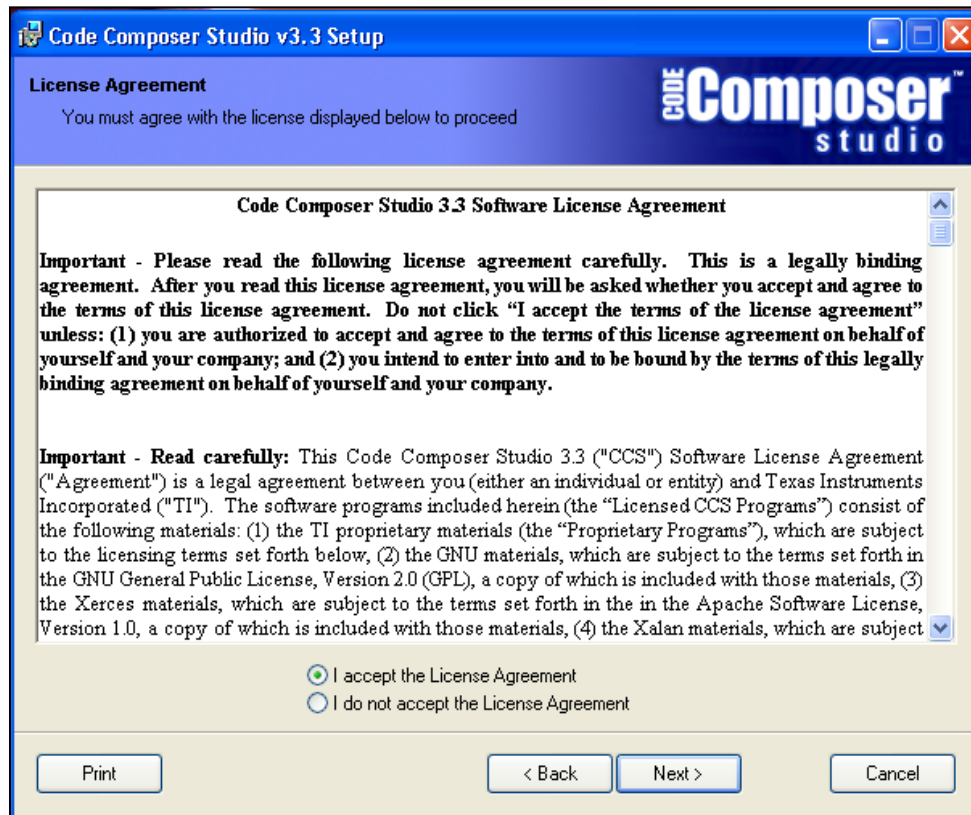 Code Composer Studio v3.3 Setup
License Agreement
You must agree with the license displayed below to proceed
CODE Composer™
studio
Code Composer Studio 3.3 Software License Agreement
Important - Please read the following license agreement carefully. This is a legally binding
agreement. After you read this license agreement, you will be asked whether you accept and agree to
the terms of this license agreement. Do not click “I accept the terms of the license agreement”
unless: (1) you are authorized to accept and agree to the terms of this license agreement on behalf of
yourself and your company; and (2) you intend to enter into and to be bound by the terms of this legally
binding agreement on behalf of yourself and your company.
Important - Read carefully: This Code Composer Studio 3.3 ("CCS") Software License Agreement
("Agreement") is a legal agreement between you (either an individual or entity) and Texas Instruments
Incorporated ("TI"). The software programs included herein (the “Licensed CCS Programs”) consist of
the following materials: (1) the TI proprietary materials (the “Proprietary Programs”), which are subject
to the licensing terms set forth below, (2) the GNU materials, which are subject to the terms set forth in
the GNU General Public License, Version 2.0 (GPL), a copy of which is included with those materials, (3)
the Xerces materials, which are subject to the terms set forth in the in the Apache Software License,
Version 1.0, a copy of which is included with those materials, (4) the Xalan materials, which are subject
I accept the License Agreement
I do not accept the License Agreement
Print
< Back
Next >
Cancel